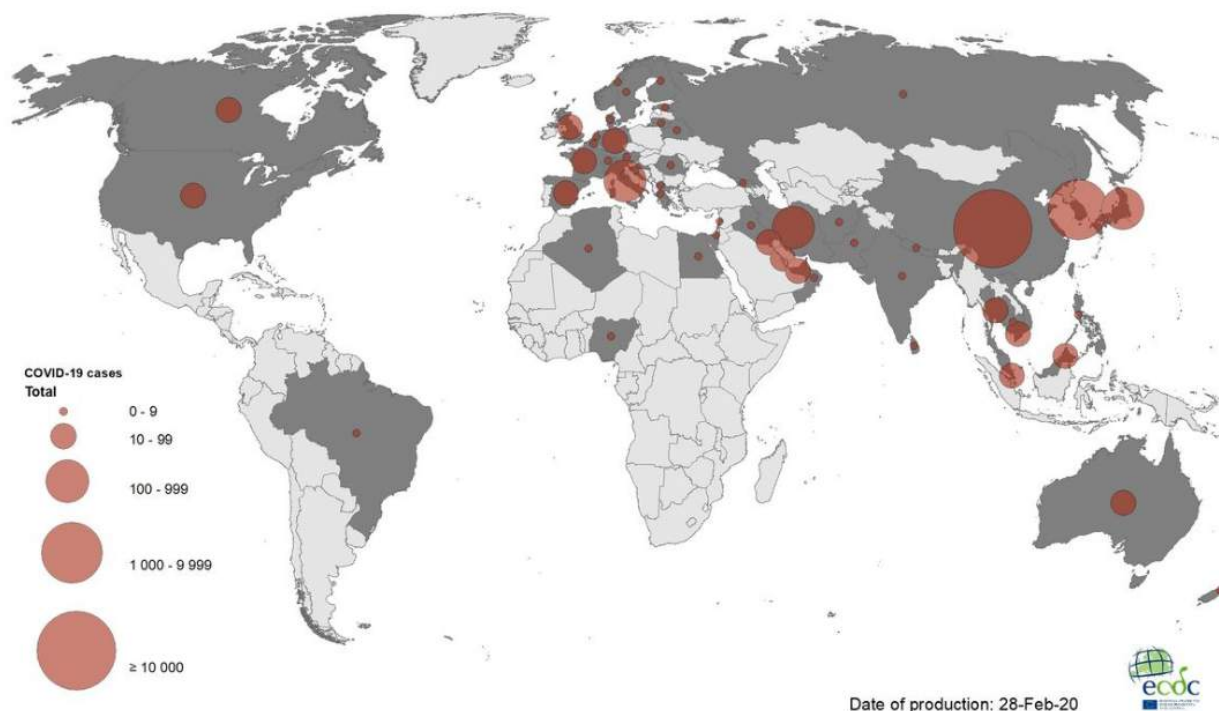 COVID-19 cases
Total
0 - 9
10 - 99
100 - 999
1 000 - 9 999
≥ 10 000
Date of production: 28-Feb-20
ecdc